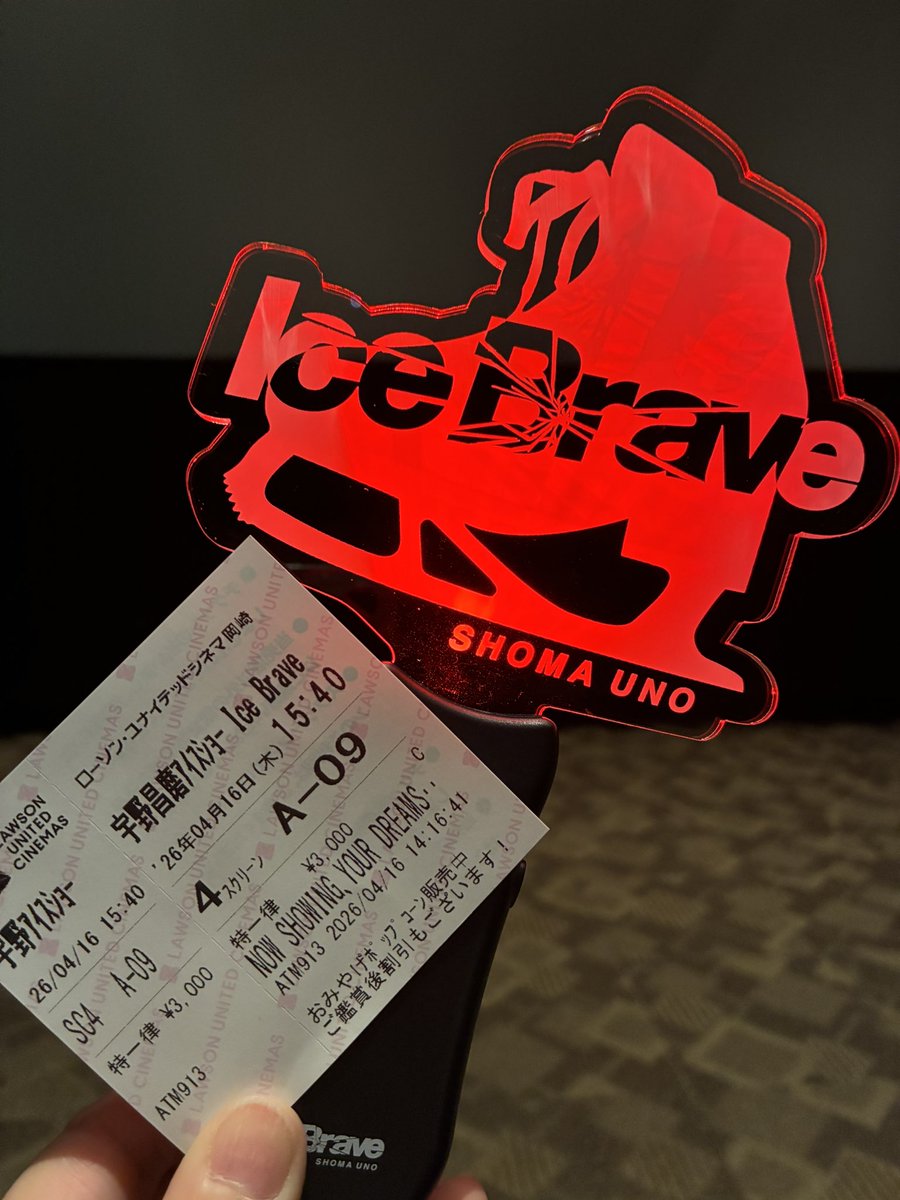 Ice Brave
SHOMA UNO
ローソン・ユナイテッドシネマ岡崎
宇野昌磨アイスショー Ice Brave
'26年04月16日(木) 15:40
4スクリーン A-09
特一律 ¥3,000 C
NOW SHOWING, YOUR DREAMS‥
ATM913 2026/04/16 14:16:41
おみやげポップコーン販売中
ご鑑賞後割引もございます!
LAWSON
UNITED
CINEMAS
宇野アイスショー
26/04/16 15:40
SC4 A-09
特一律 ¥3,000
ATM913
LAWSON UNITED CINEMAS
Brave
SHOMA UNO